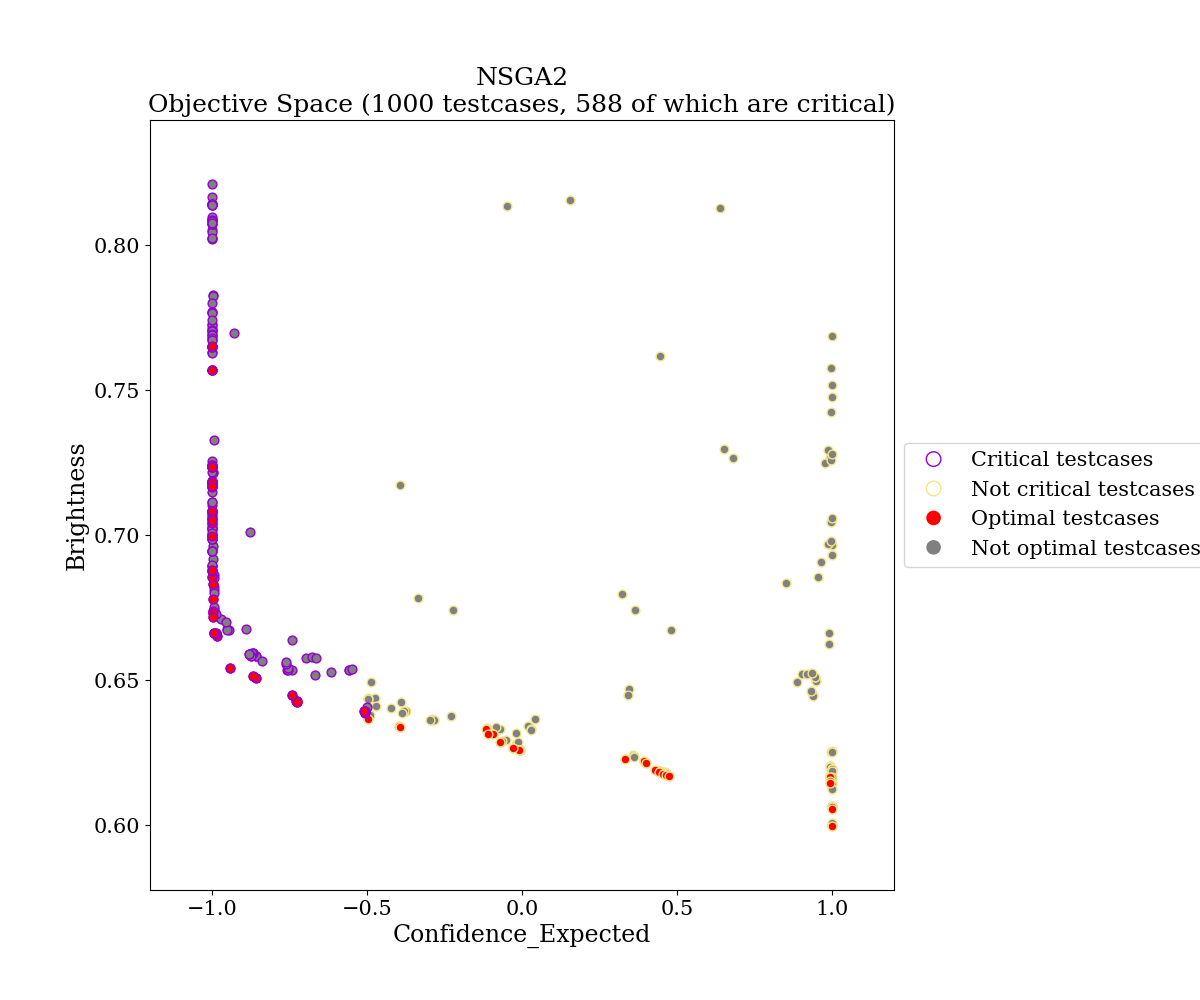 NSGA2
Objective Space (1000 testcases, 588 of which are critical)
Brightness
0.80
0.75
0.70
0.65
0.60
−1.0
−0.5
0.0
0.5
1.0
Confidence_Expected
Critical testcases
Not critical testcases
Optimal testcases
Not optimal testcases